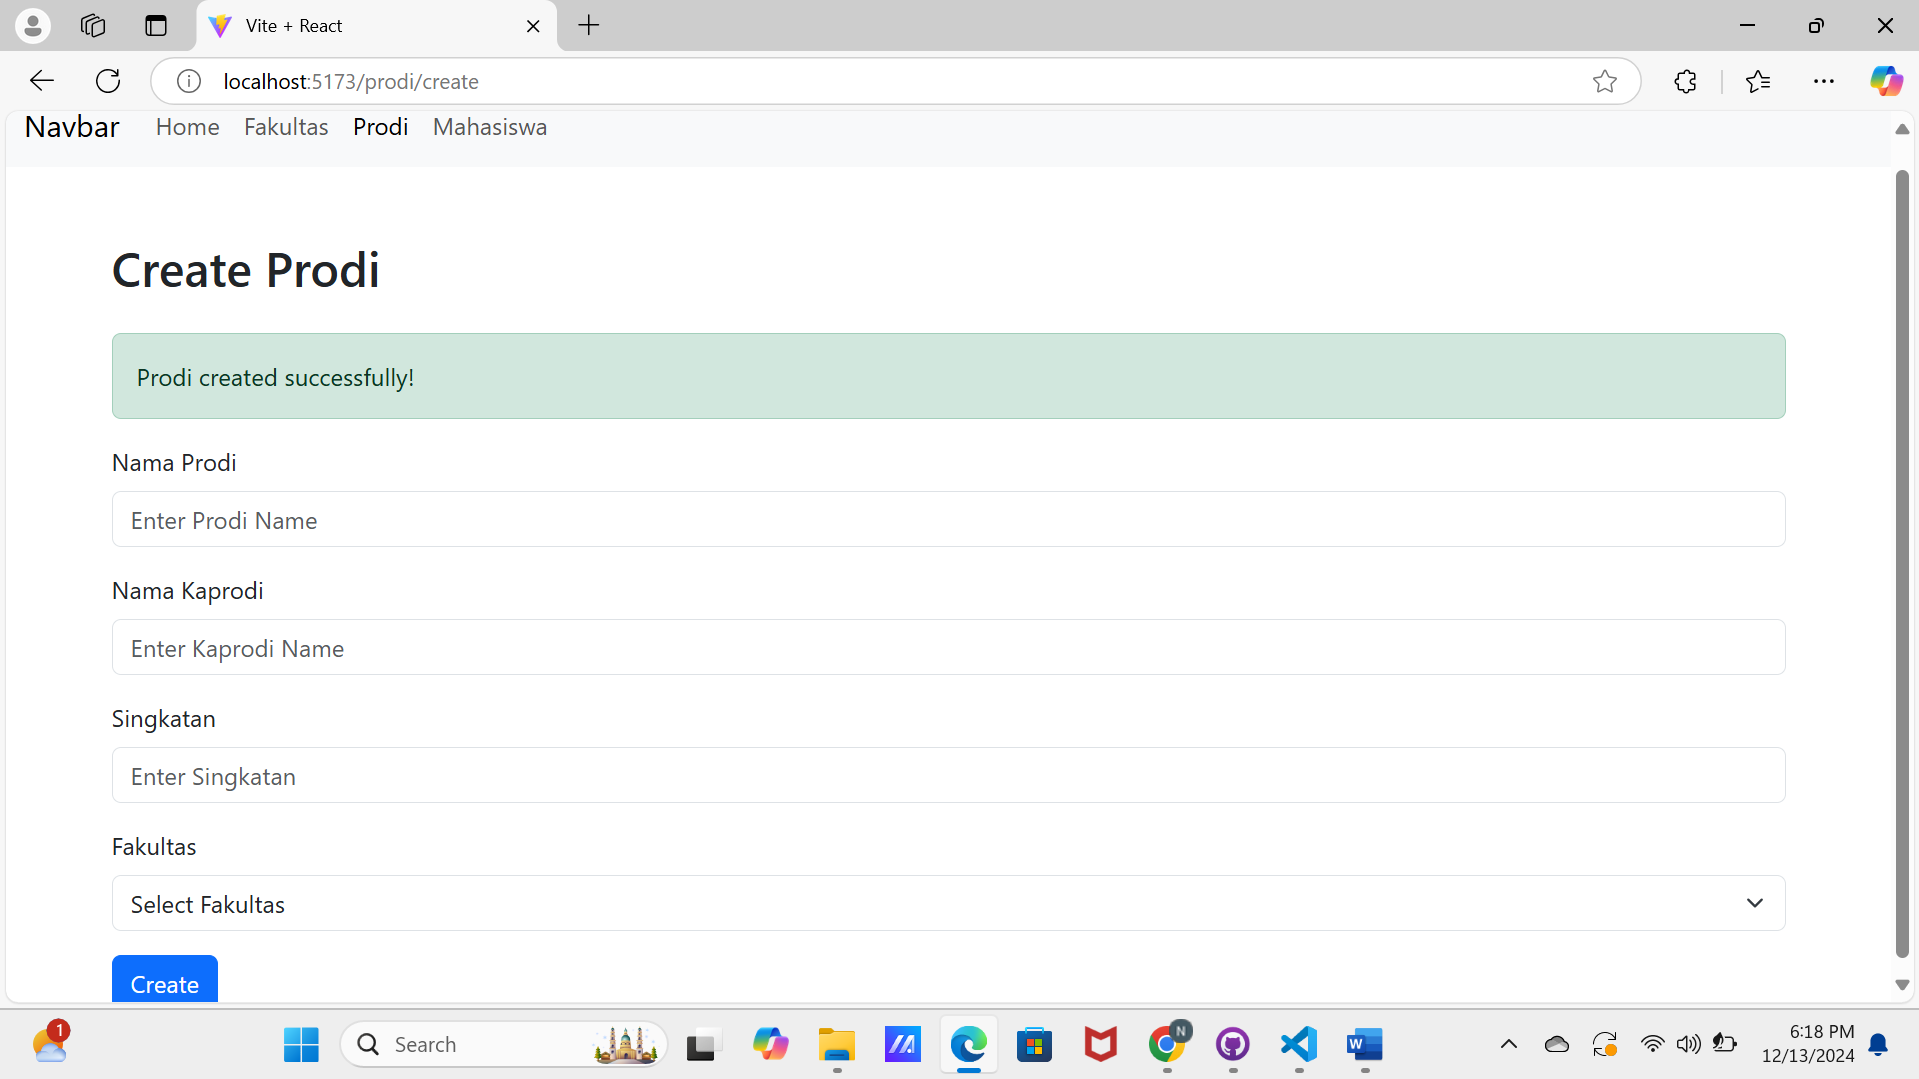 Vite + React
localhost:5173/prodi/create
Navbar Home Fakultas Prodi Mahasiswa
Create Prodi
Prodi created successfully!
Nama Prodi
Enter Prodi Name
Nama Kaprodi
Enter Kaprodi Name
Singkatan
Enter Singkatan
Fakultas
Select Fakultas
Create
1
Search
N
W
6:18 PM
12/13/2024